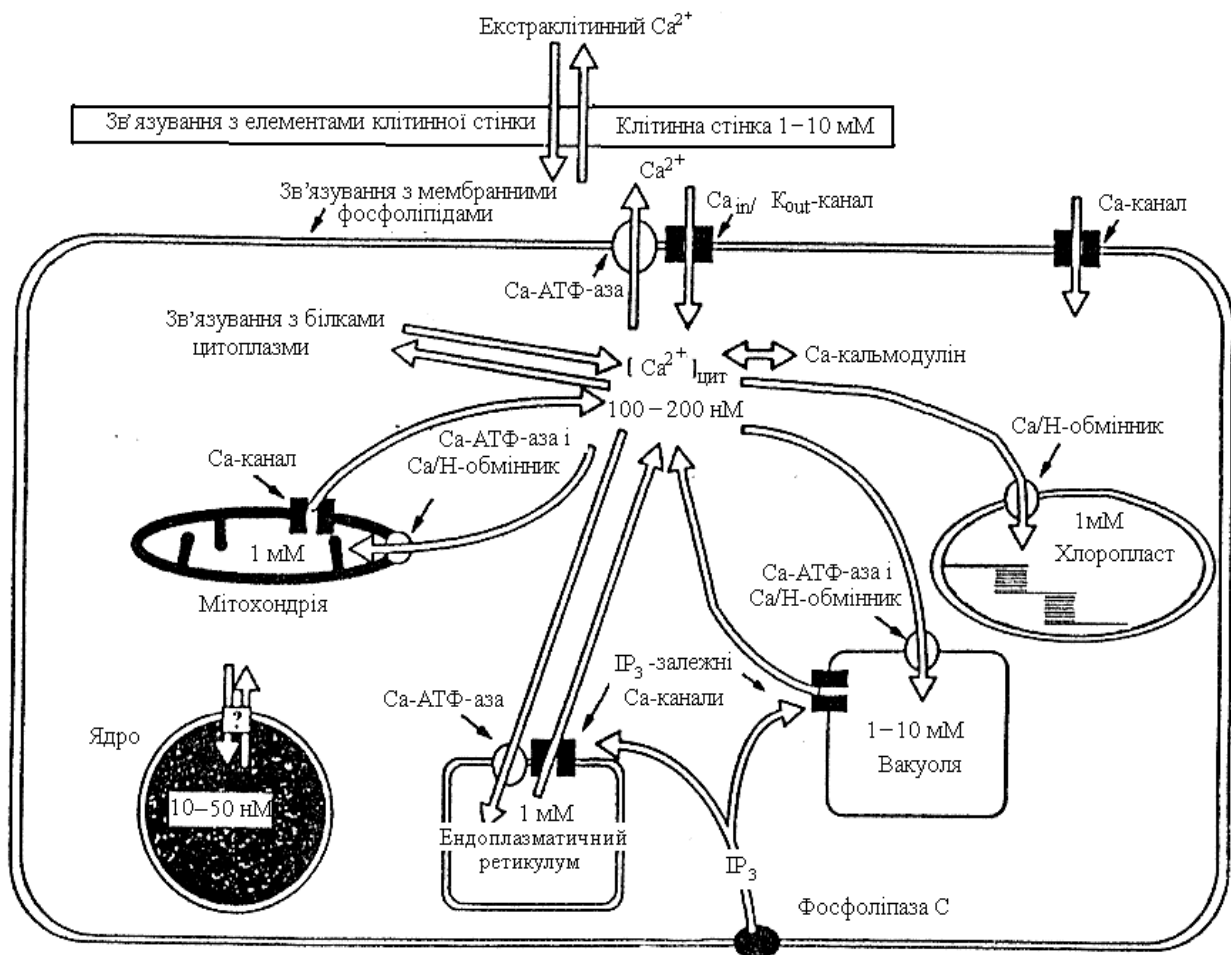 Екстраклітинний Ca²⁺
Зв’язування з елементами клітинної стінки
Клітинна стінка 1–10 мМ
Ca²⁺
Зв’язування з мембранними
фосфоліпідами
Ca in/ K out-канал
Ca-канал
Ca-АТФ-аза
Зв’язування з білками
цитоплазми
[ Ca²⁺ ]цит
100–200 нМ
Ca-кальмодулін
Ca-АТФ-аза і
Ca/H-обмінник
Ca-канал
Ca/H-обмінник
1 мМ
Мітохондрія
1мМ
Хлоропласт
Ca-АТФ-аза і
Ca/H-обмінник
IP₃-залежні
Ca-канали
Ca-АТФ-аза
?
Ядро
10–50 нМ
1–10 мМ
Вакуоля
1 мМ
Ендоплазматичний
ретикулум
IP₃
Фосфоліпаза С